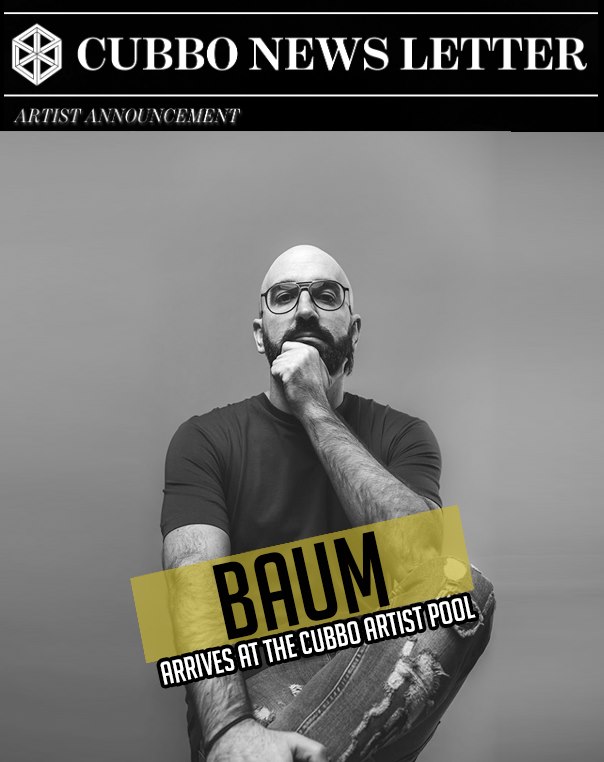 CUBBO NEWS LETTER
ARTIST ANNOUNCEMENT
BAUM
ARRIVES AT THE CUBBO ARTIST POOL